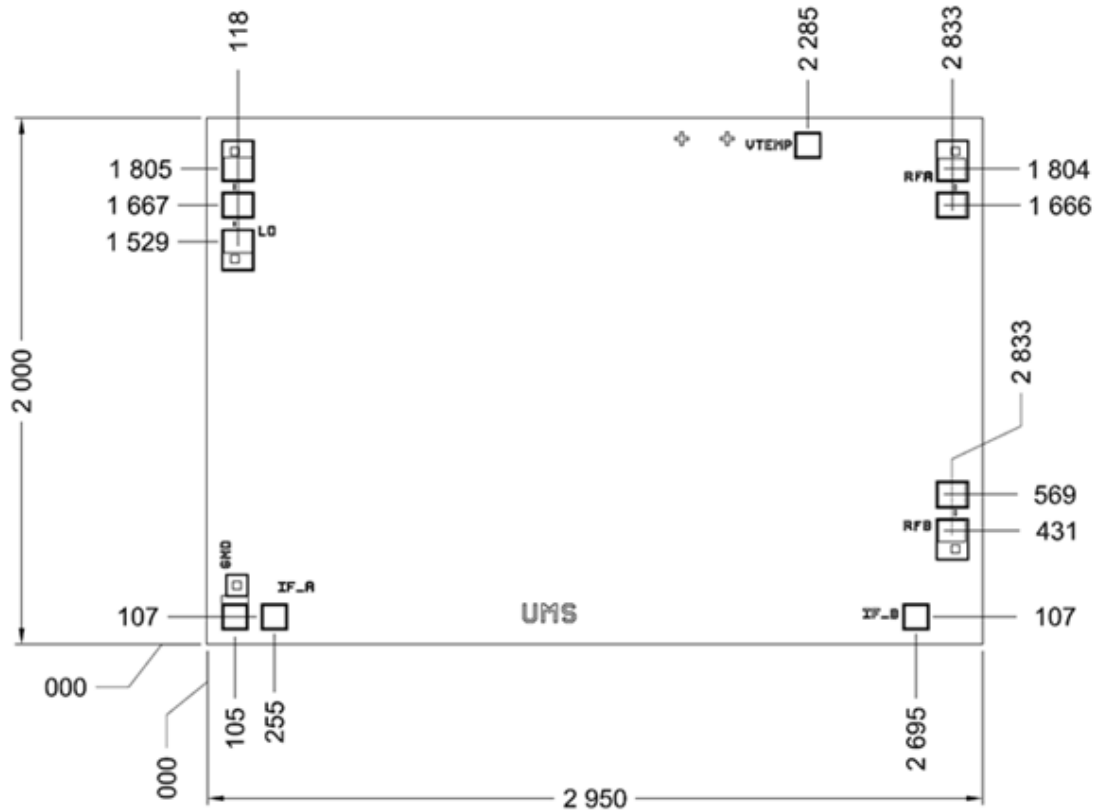 118
2 285
2 833
VTEMP
1 805
RFA
1 804
1 667
1 666
LO
1 529
2 000
2 833
569
RFB
431
GND
IF_A
107
UMS
IF_B
107
000
000
105
255
2 695
2 950